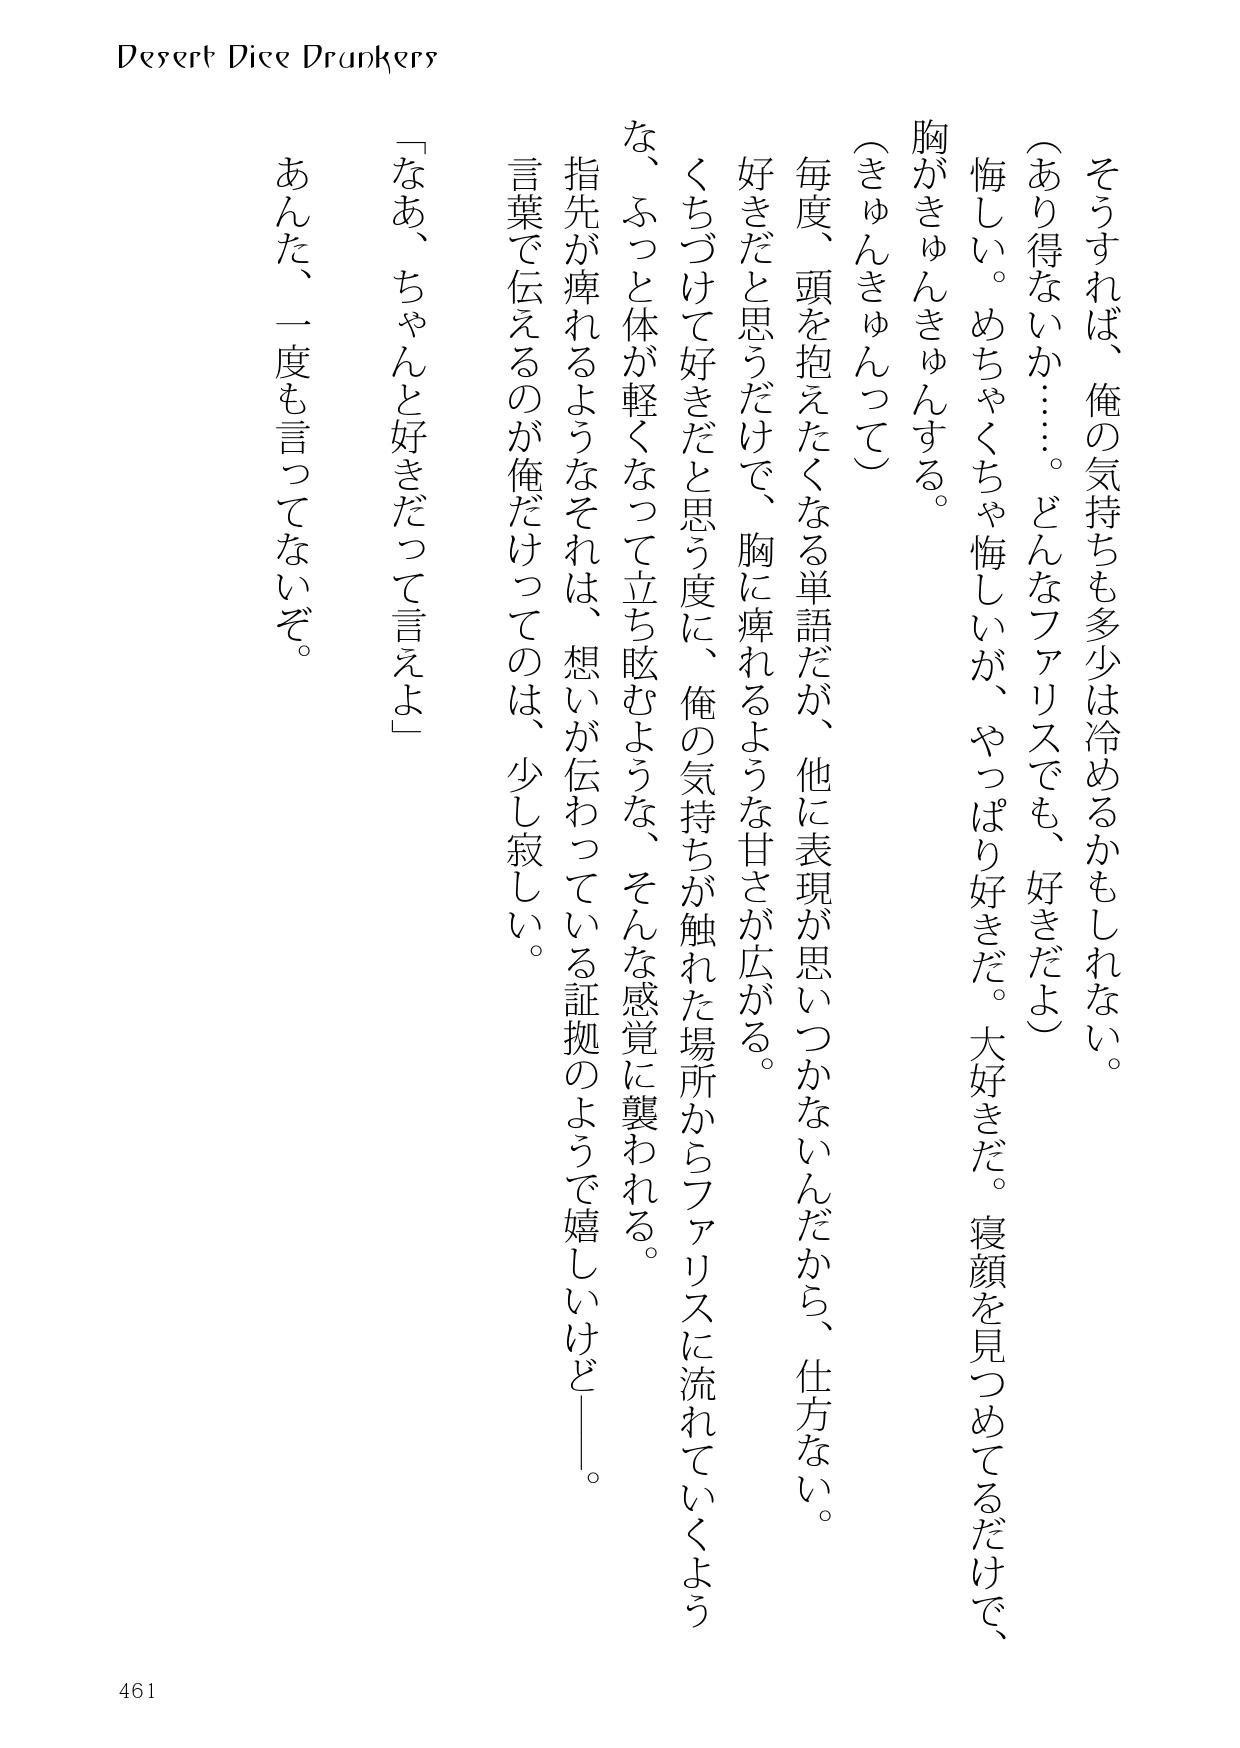 Desert Dice Drunkers
そうすれば、俺の気持ちも多少は冷めるかもしれない。
（あり得ないか……。どんなファリスでも、好きだよ）
悔しい。めちゃくちゃ悔しいが、やっぱり好きだ。大好きだ。寝顔を見つめてるだけで、
胸がきゅんきゅんする。
（きゅんきゅんって）
毎度、頭を抱えたくなる単語だが、他に表現が思いつかないんだから、仕方ない。
好きだと思うだけで、胸に痺れるような甘さが広がる。
くちづけて好きだと思う度に、俺の気持ちが触れた場所からファリスに流れていくよう
な、ふっと体が軽くなって立ち眩むような、そんな感覚に襲われる。
指先が痺れるようなそれは、想いが伝わっている証拠のようで嬉しいけど――。
言葉で伝えるのが俺だけってのは、少し寂しい。
「なあ、ちゃんと好きだって言えよ」
あんた、一度も言ってないぞ。
461